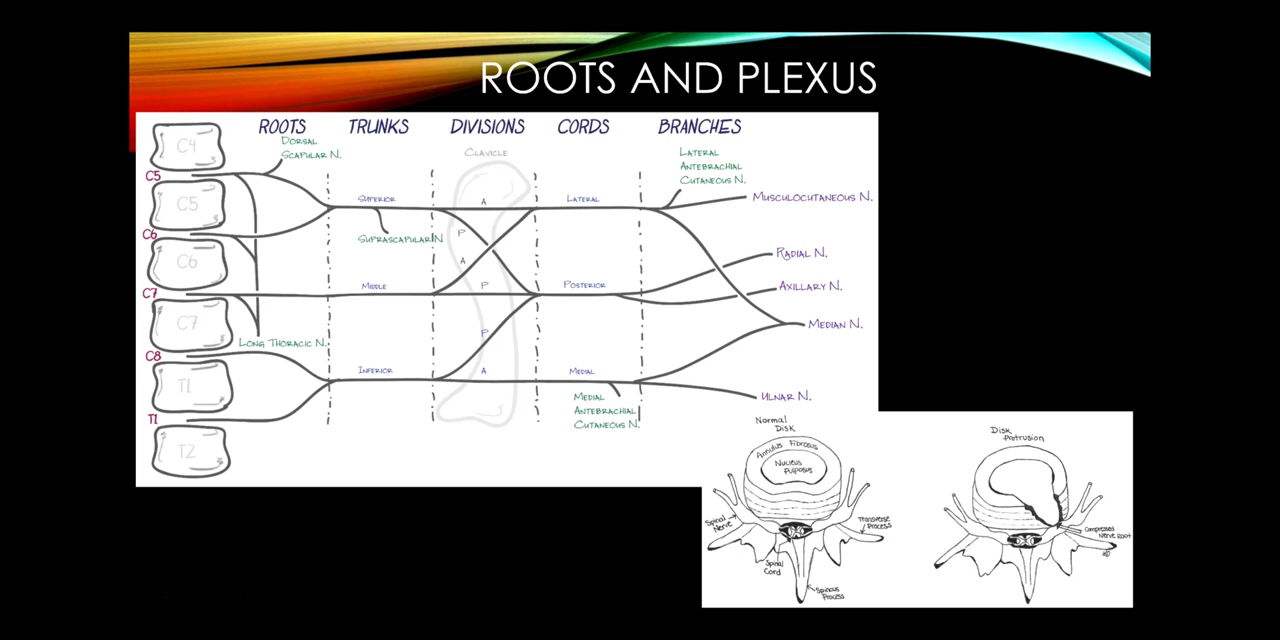 ROOTS AND PLEXUS
ROOTS
TRUNKS
DIVISIONS
CORDS
BRANCHES
C4
DORSAL
SCAPULAR N.
CLAVICLE
LATERAL
ANTEBRACHIAL
CUTANEOUS N.
C5
C5
SUPERIOR
A
LATERAL
MUSCULOCUTANEOUS N.
C6
SUPRASCAPULAR N
P
C6
A
RADIAL N.
C7
MIDDLE
P
POSTERIOR
AXILLARY N.
C7
LONG THORACIC N.
P
MEDIAN N.
C8
T1
INFERIOR
A
MEDIAL
MEDIAL
ANTEBRACHIAL
CUTANEOUS N.
ULNAR N.
T1
T2
Normal
Disk
Annulus Fibrosus
Nucleus
Pulposus
Spinal
Nerve
Transverse
Process
Spinal
Cord
Spinous
Process
Disk
Protrusion
Compressed
Nerve Root